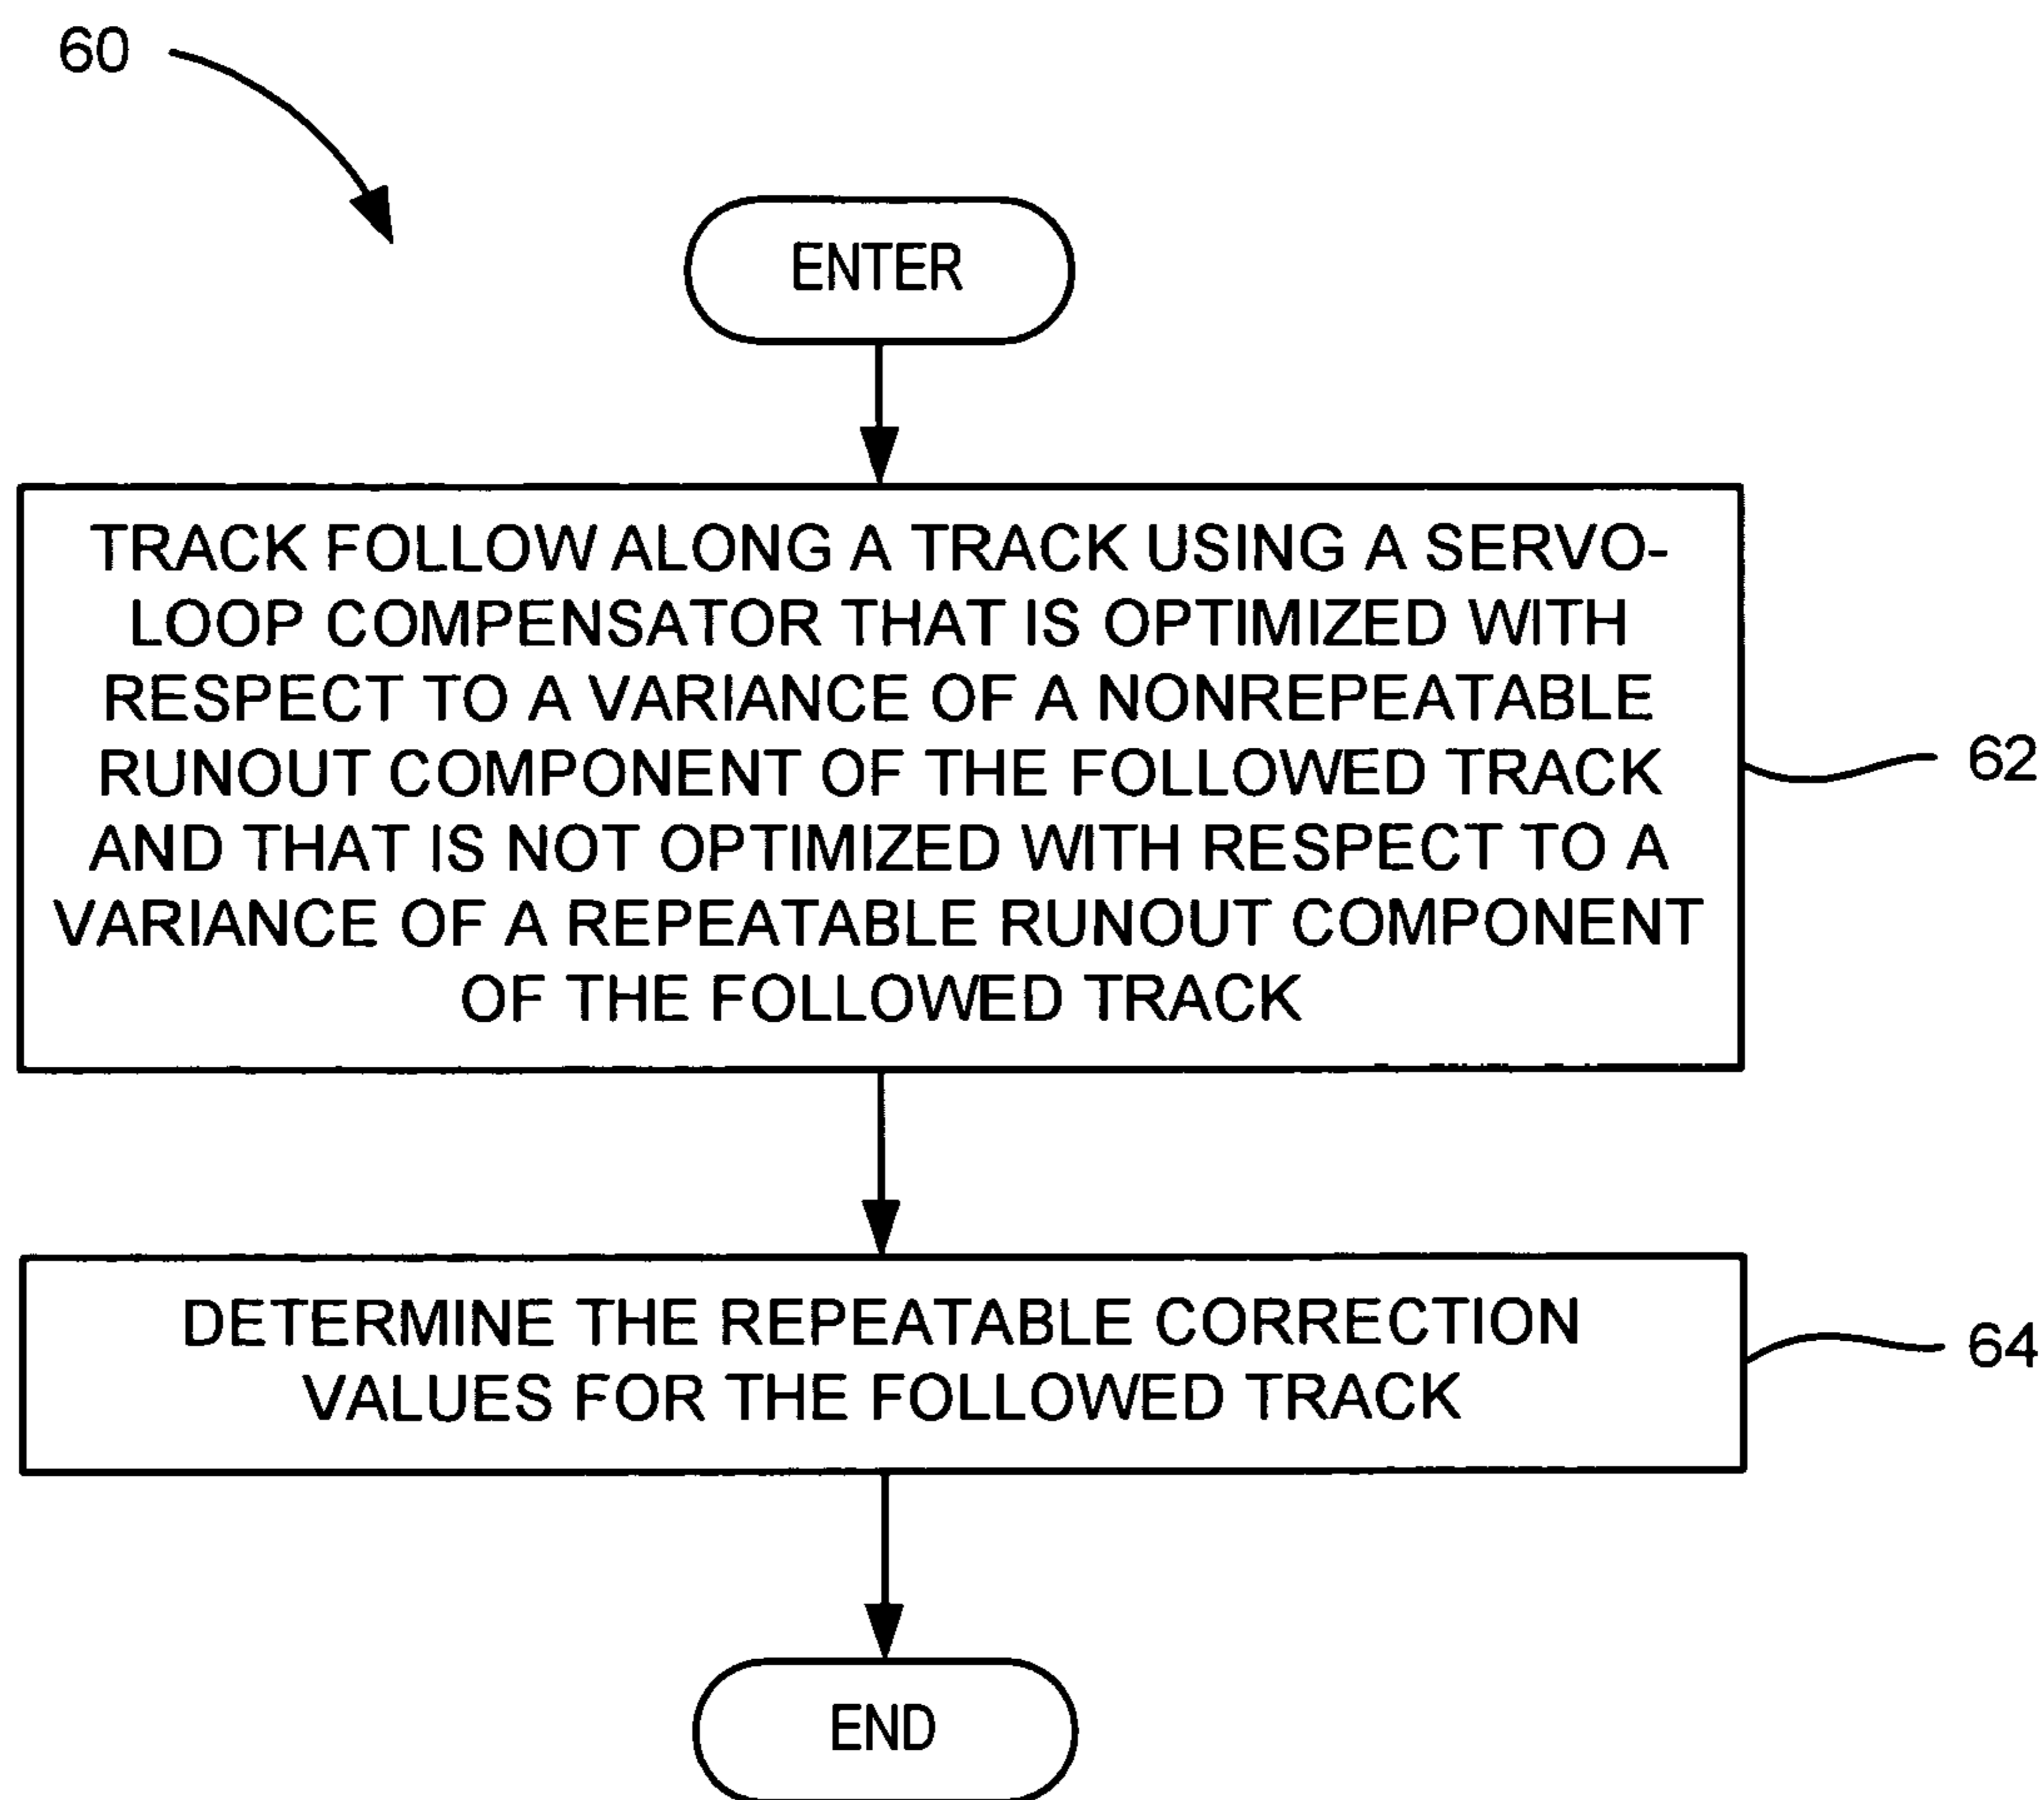 60
ENTER
TRACK FOLLOW ALONG A TRACK USING A SERVO-
LOOP COMPENSATOR THAT IS OPTIMIZED WITH
RESPECT TO A VARIANCE OF A NONREPEATABLE
RUNOUT COMPONENT OF THE FOLLOWED TRACK
AND THAT IS NOT OPTIMIZED WITH RESPECT TO A
VARIANCE OF A REPEATABLE RUNOUT COMPONENT
OF THE FOLLOWED TRACK
62
DETERMINE THE REPEATABLE CORRECTION
VALUES FOR THE FOLLOWED TRACK
64
END